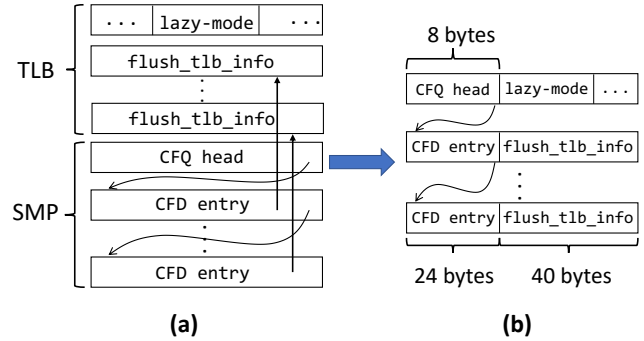 ... lazy-mode ...
TLB
flush_tlb_info
⋮
flush_tlb_info
CFQ head
SMP
CFD entry
⋮
CFD entry
(a)
8 bytes
CFQ head lazy-mode ...
CFD entry flush_tlb_info
⋮
CFD entry flush_tlb_info
24 bytes 40 bytes
(b)